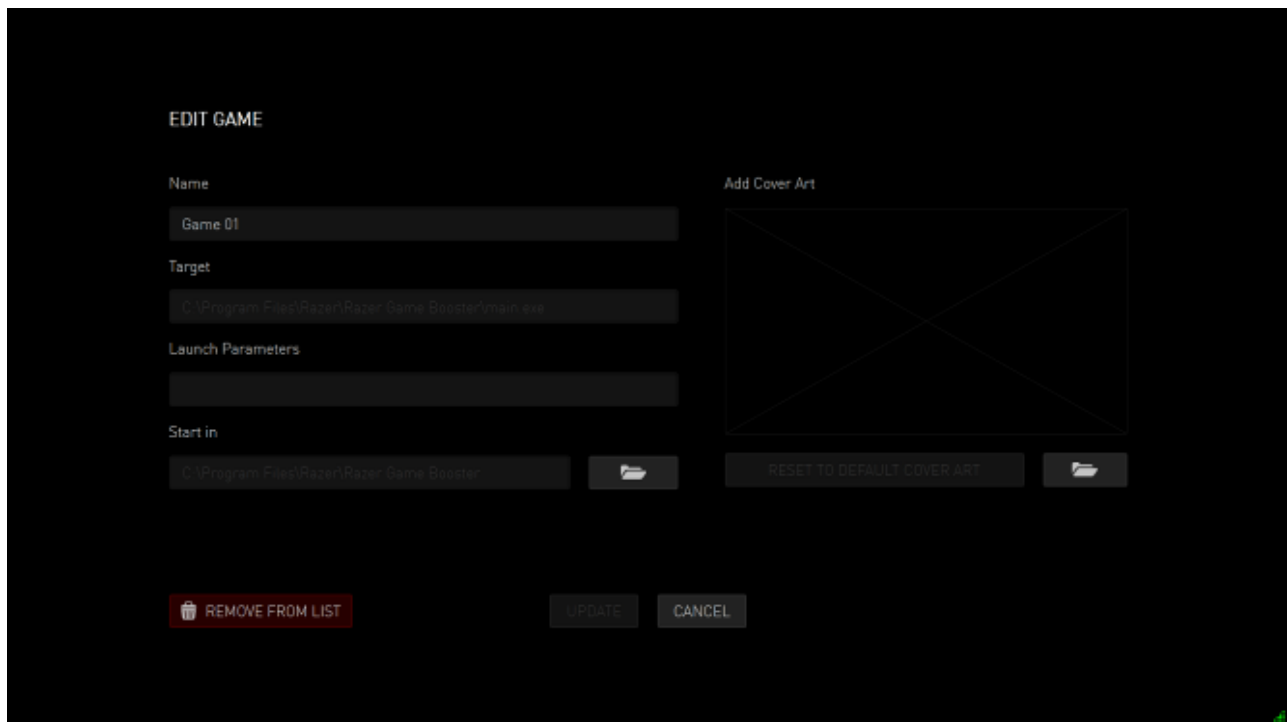 EDIT GAME
Name
Game 01
Target
C:\Program Files\Razer\Razer Game Booster\main.exe
Launch Parameters
Start in
C:\Program Files\Razer\Razer Game Booster
Add Cover Art
RESET TO DEFAULT COVER ART
REMOVE FROM LIST
UPDATE
CANCEL